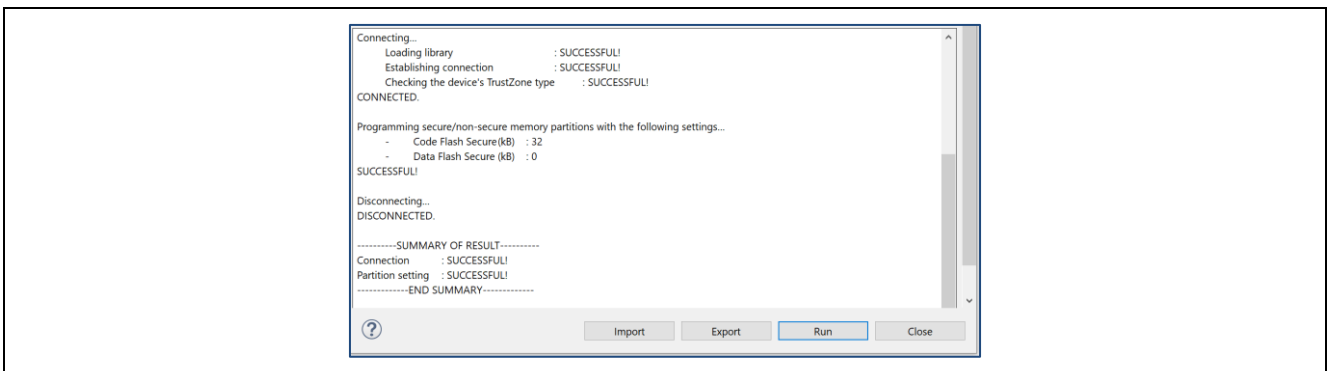 Connecting...
Loading library : SUCCESSFUL!
Establishing connection : SUCCESSFUL!
Checking the device's TrustZone type : SUCCESSFUL!
CONNECTED.
Programming secure/non-secure memory partitions with the following settings...
- Code Flash Secure(kB) : 32
- Data Flash Secure (kB) : 0
SUCCESSFUL!
Disconnecting...
DISCONNECTED.
----------SUMMARY OF RESULT----------
Connection : SUCCESSFUL!
Partition setting : SUCCESSFUL!
-------------END SUMMARY-------------
? Import Export Run Close